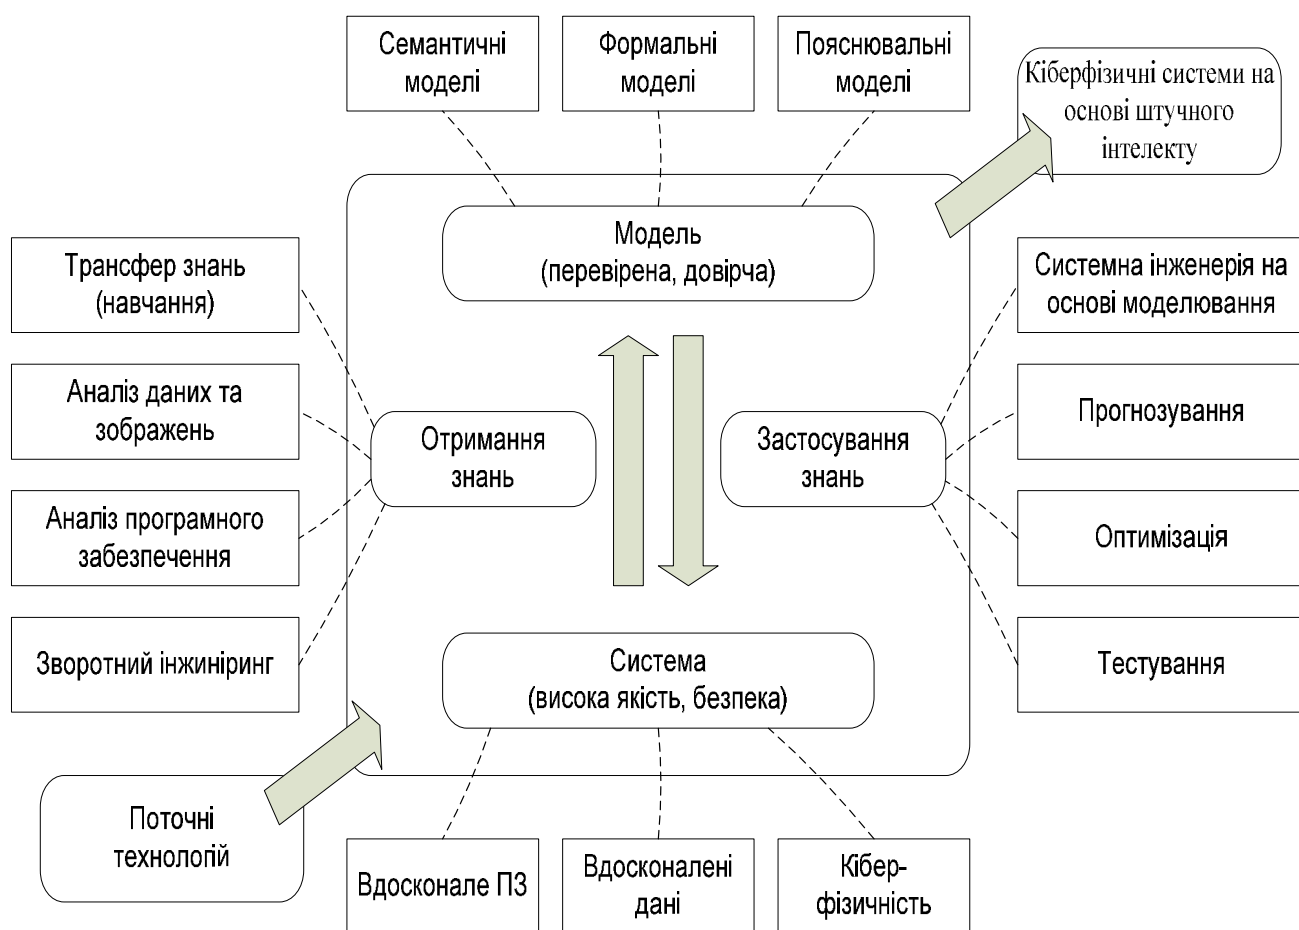 Семантичні
моделі
Формальні
моделі
Пояснювальні
моделі
Кіберфізичні системи на
основі штучного
інтелекту
Модель
(перевірена, довірча)
Трансфер знань
(навчання)
Аналіз даних та
зображень
Аналіз програмного
забезпечення
Зворотний інжиніринг
Отримання
знань
Застосування
знань
Системна інженерія на
основі моделювання
Прогнозування
Оптимізація
Тестування
Система
(висока якість, безпека)
Поточні
технологій
Вдосконале ПЗ
Вдосконалені
дані
Кібер-
фізичність